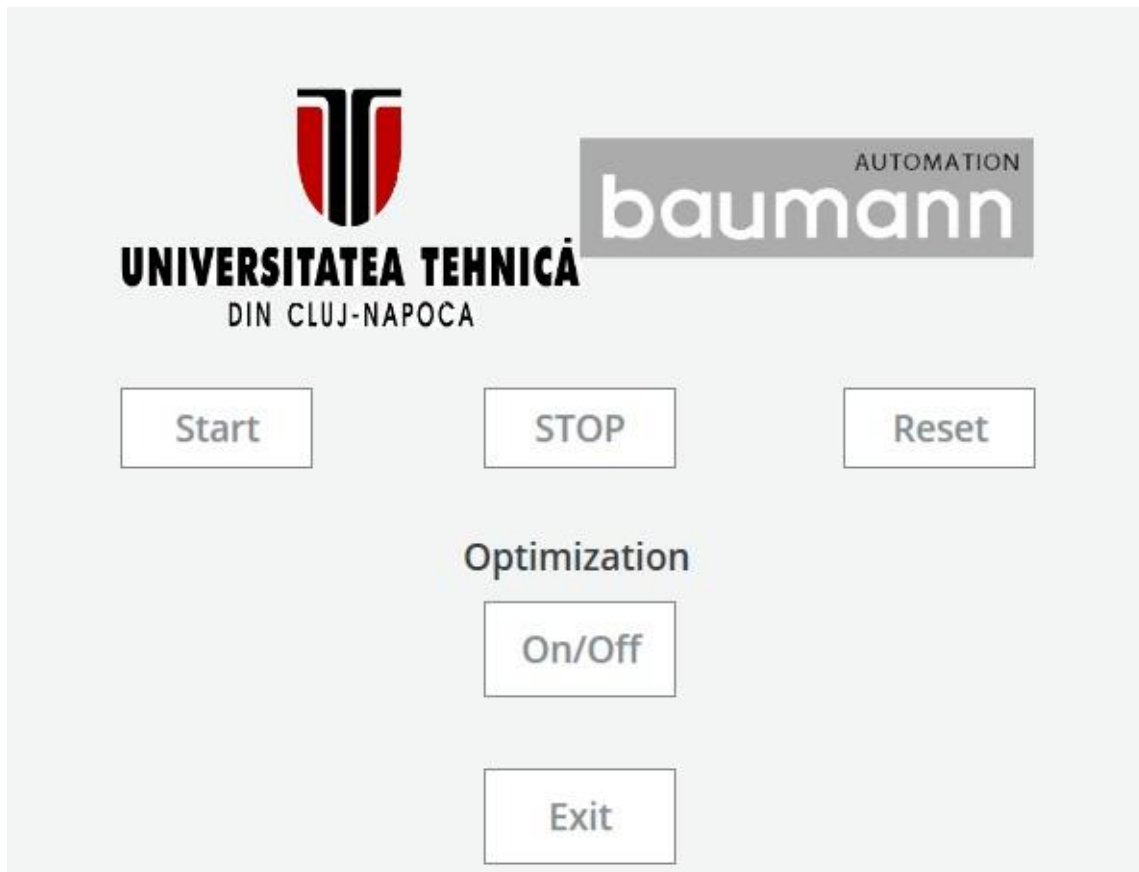 AUTOMATION
baumann
UNIVERSITATEA TEHNICĂ
DIN CLUJ-NAPOCA
Start STOP Reset
Optimization
On/Off
Exit